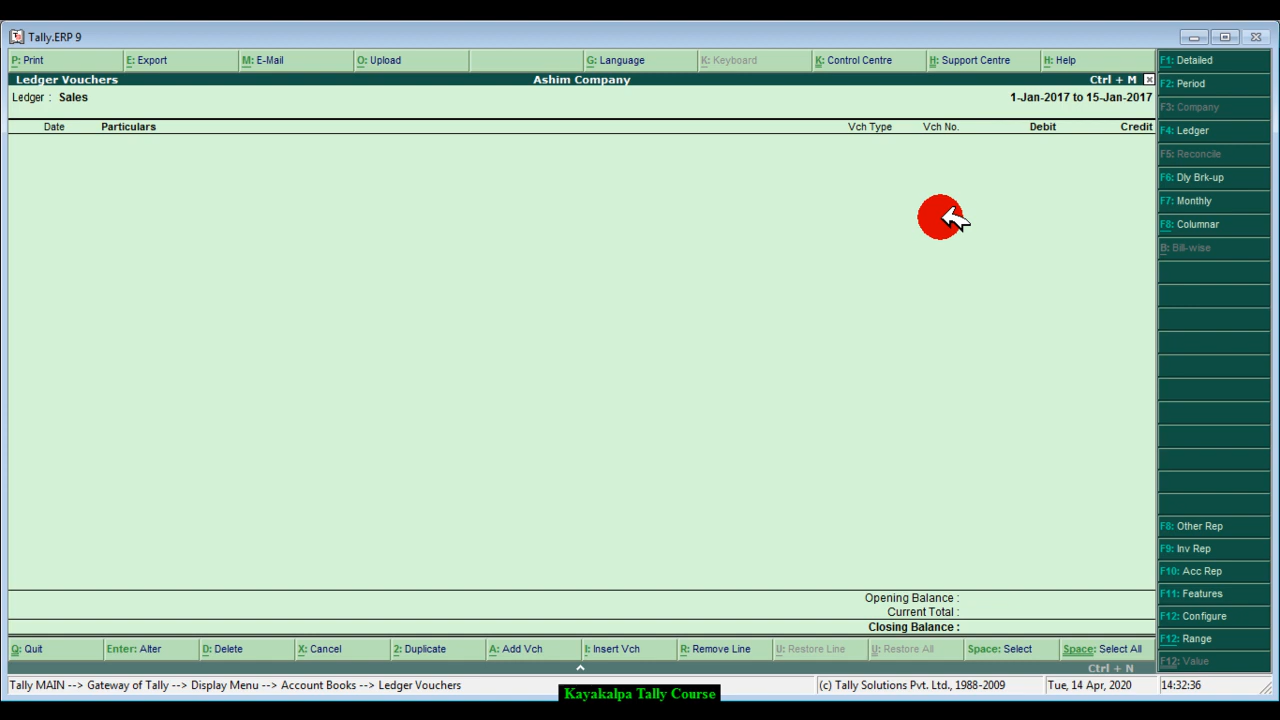 Tally.ERP 9
P: Print E: Export M: E-Mail O: Upload G: Language K: Keyboard K: Control Centre H: Support Centre H: Help
Ledger Vouchers Ashim Company Ctrl + M
Ledger : Sales 1-Jan-2017 to 15-Jan-2017
Date Particulars Vch Type Vch No. Debit Credit
F1: Detailed
F2: Period
F3: Company
F4: Ledger
F5: Reconcile
F6: Dly Brk-up
F7: Monthly
F8: Columnar
B: Bill-wise
F8: Other Rep
F9: Inv Rep
F10: Acc Rep
F11: Features
F12: Configure
F12: Range
F12: Value
Opening Balance :
Current Total :
Closing Balance :
Q: Quit Enter: Alter D: Delete X: Cancel 2: Duplicate A: Add Vch I: Insert Vch R: Remove Line U: Restore Line U: Restore All Space: Select Space: Select All
Ctrl + N
Tally MAIN --> Gateway of Tally --> Display Menu --> Account Books --> Ledger Vouchers (c) Tally Solutions Pvt. Ltd., 1988-2009 Tue, 14 Apr, 2020 14:32:36
Kayakalpa Tally Course